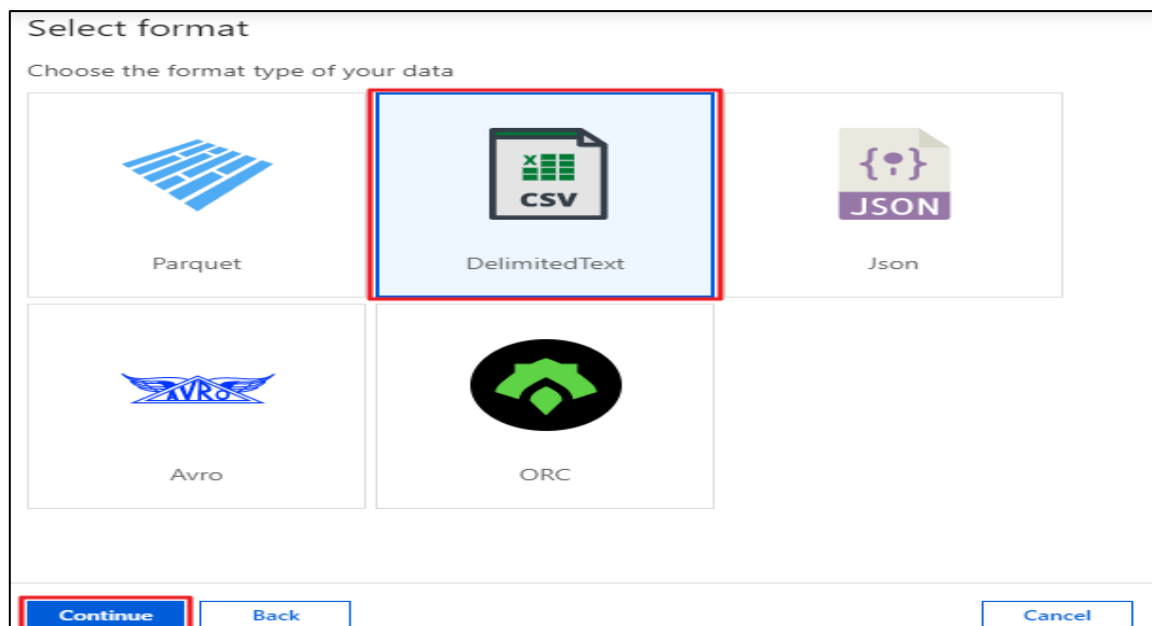 Select format
Choose the format type of your data
X
CSV
{ }
JSON
Parquet
DelimitedText
Json
AVRO
Avro
ORC
Continue
Back
Cancel